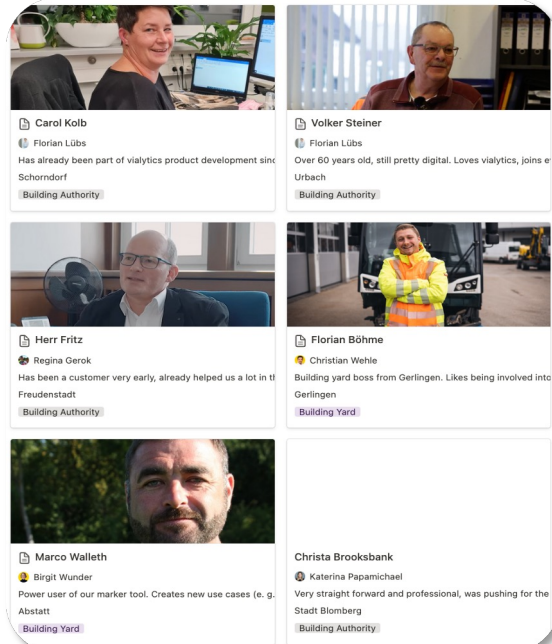 Carol Kolb
Florian Lübs
Has already been part of vialytics product development
Schorndorf
Building Authority
Volker Steiner
Florian Lübs
Over 60 years old, still pretty digital. Loves vialytics, joins
Urbach
Building Authority
Herr Fritz
Regina Gerok
Has been a customer very early, already helped us a lot in
Freudenstadt
Building Authority
Florian Böhme
Christian Wehle
Building yard boss from Gerlingen. Likes being involved into
Gerlingen
Building Yard
Marco Walleth
Birgit Wunder
Power user of our marker tool. Creates new use cases (e. g.
Abstatt
Building Yard
Christa Brooksbank
Katerina Papamichael
Very straight forward and professional, was pushing for the
Stadt Blomberg
Building Authority